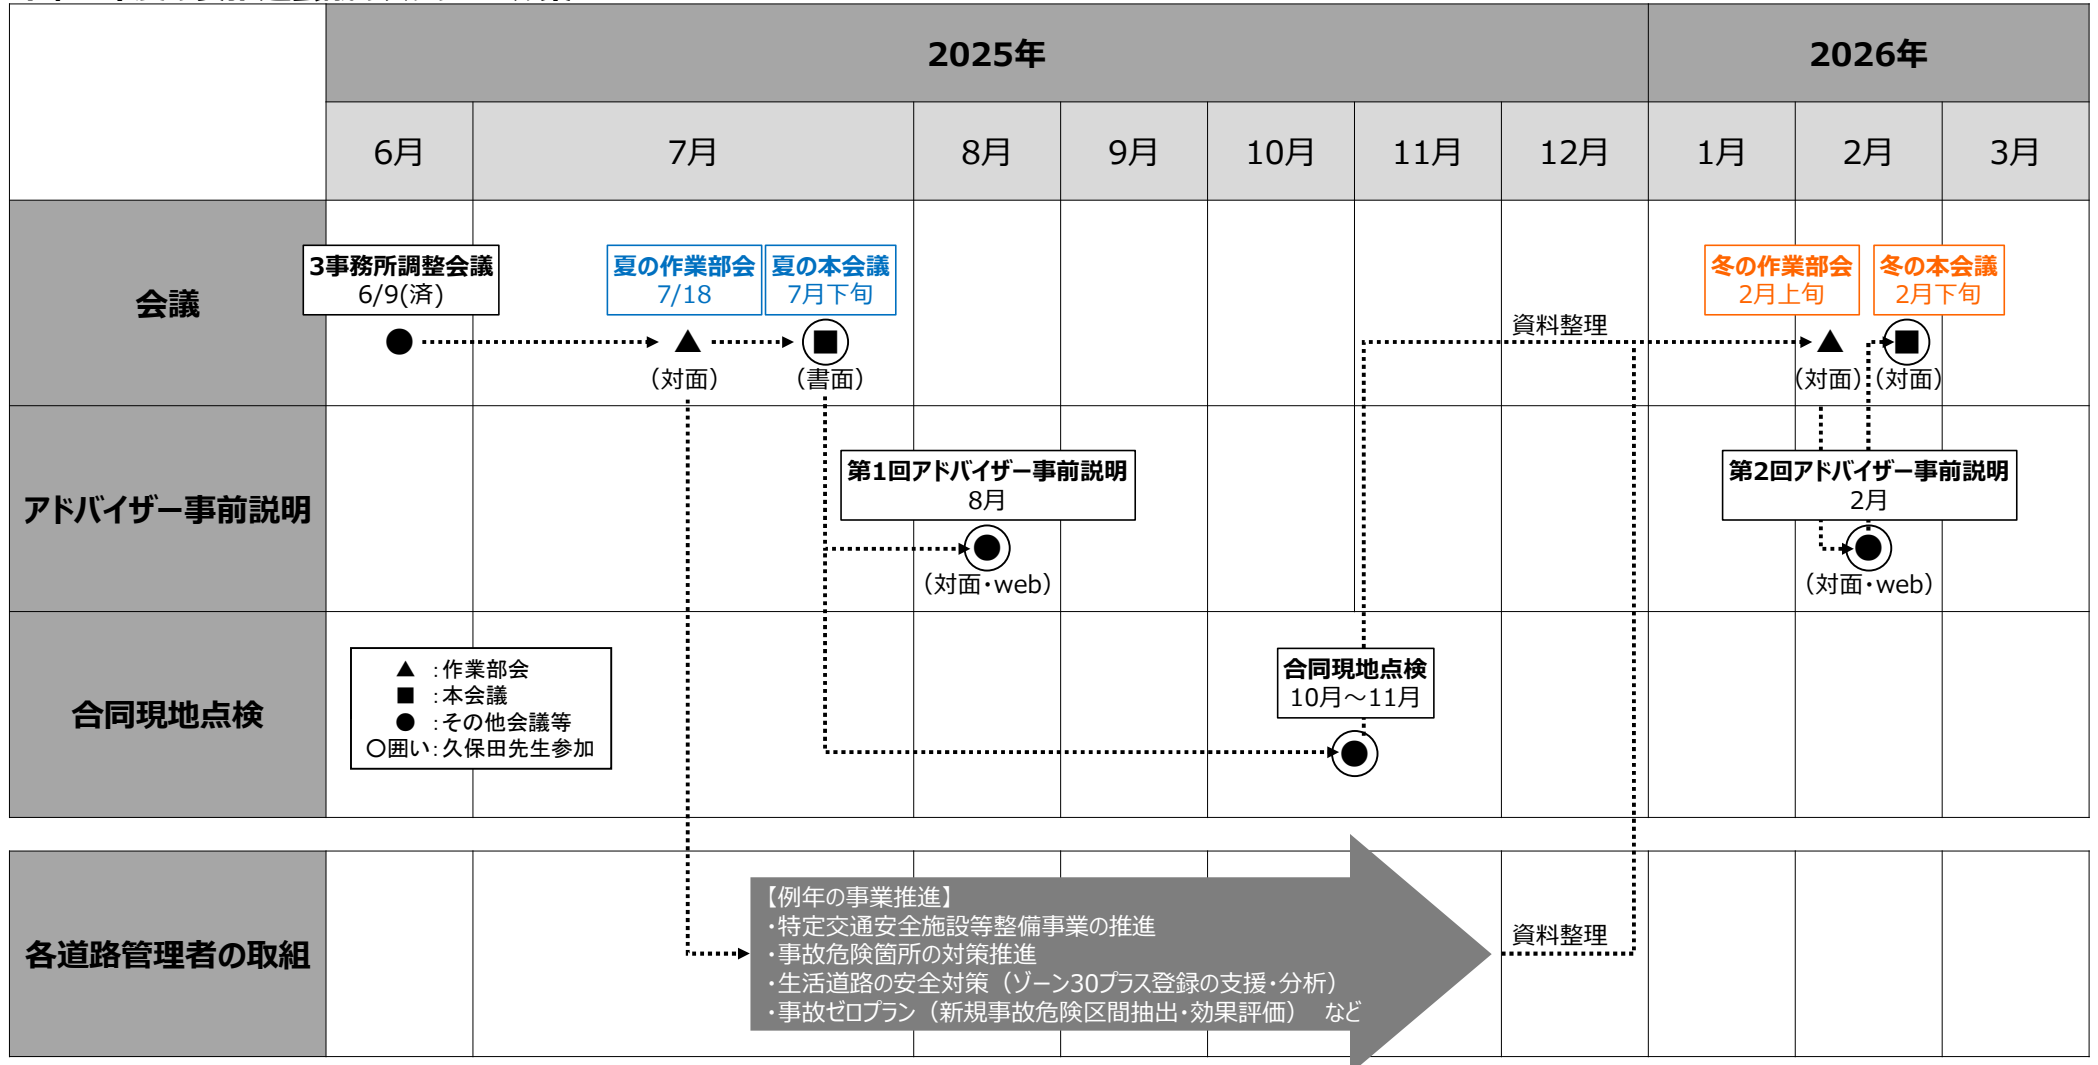 2025年
2026年
6月
7月
8月
9月
10月
11月
12月
1月
2月
3月
会議
3事務所調整会議
6/9(済)
夏の作業部会
7/18
(対面)
夏の本会議
7月下旬
(書面)
資料整理
冬の作業部会
2月上旬
(対面)
冬の本会議
2月下旬
(対面)
アドバイザー事前説明
第1回アドバイザー事前説明
8月
(対面・web)
第2回アドバイザー事前説明
2月
(対面・web)
合同現地点検
▲ :作業部会
■ :本会議
● :その他会議等
〇囲い:久保田先生参加
合同現地点検
10月～11月
各道路管理者の取組
【例年の事業推進】
・特定交通安全施設等整備事業の推進
・事故危険箇所の対策推進
・生活道路の安全対策（ゾーン30プラス登録の支援・分析）
・事故ゼロプラン（新規事故危険区間抽出・効果評価） など
資料整理